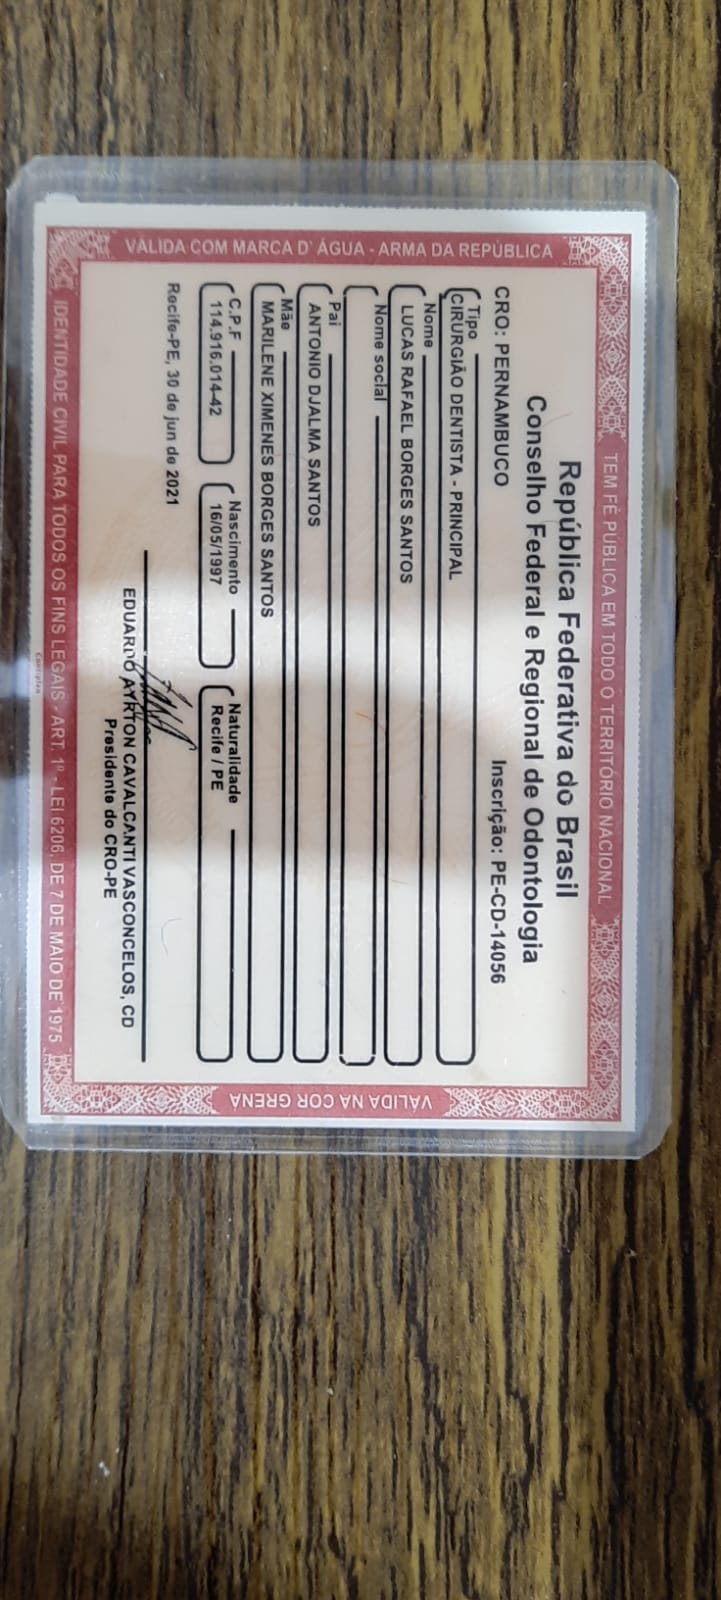 TEM FÉ PÚBLICA EM TODO O TERRITÓRIO NACIONAL
VÁLIDA COM MARCA D' ÁGUA - ARMA DA REPÚBLICA
República Federativa do Brasil
Conselho Federal e Regional de Odontologia
CRO: PERNAMBUCO Inscrição: PE-CD-14056
Tipo
CIRURGIÃO DENTISTA - PRINCIPAL
Nome
LUCAS RAFAEL BORGES SANTOS
Nome social
Pai
ANTONIO DJALMA SANTOS
Mãe
MARILENE XIMENES BORGES SANTOS
C.P.F Nascimento Naturalidade
114.916.014-42 16/05/1997 Recife / PE
Recife-PE, 30 de jun de 2021
EDUARDO AYRTON CAVALCANTI VASCONCELOS, CD
Presidente do CRO-PE
VÁLIDA NA COR GRENA
IDENTIDADE CIVIL PARA TODOS OS FINS LEGAIS - ART. 1º - LEI 6206, DE 7 DE MAIO DE 1975